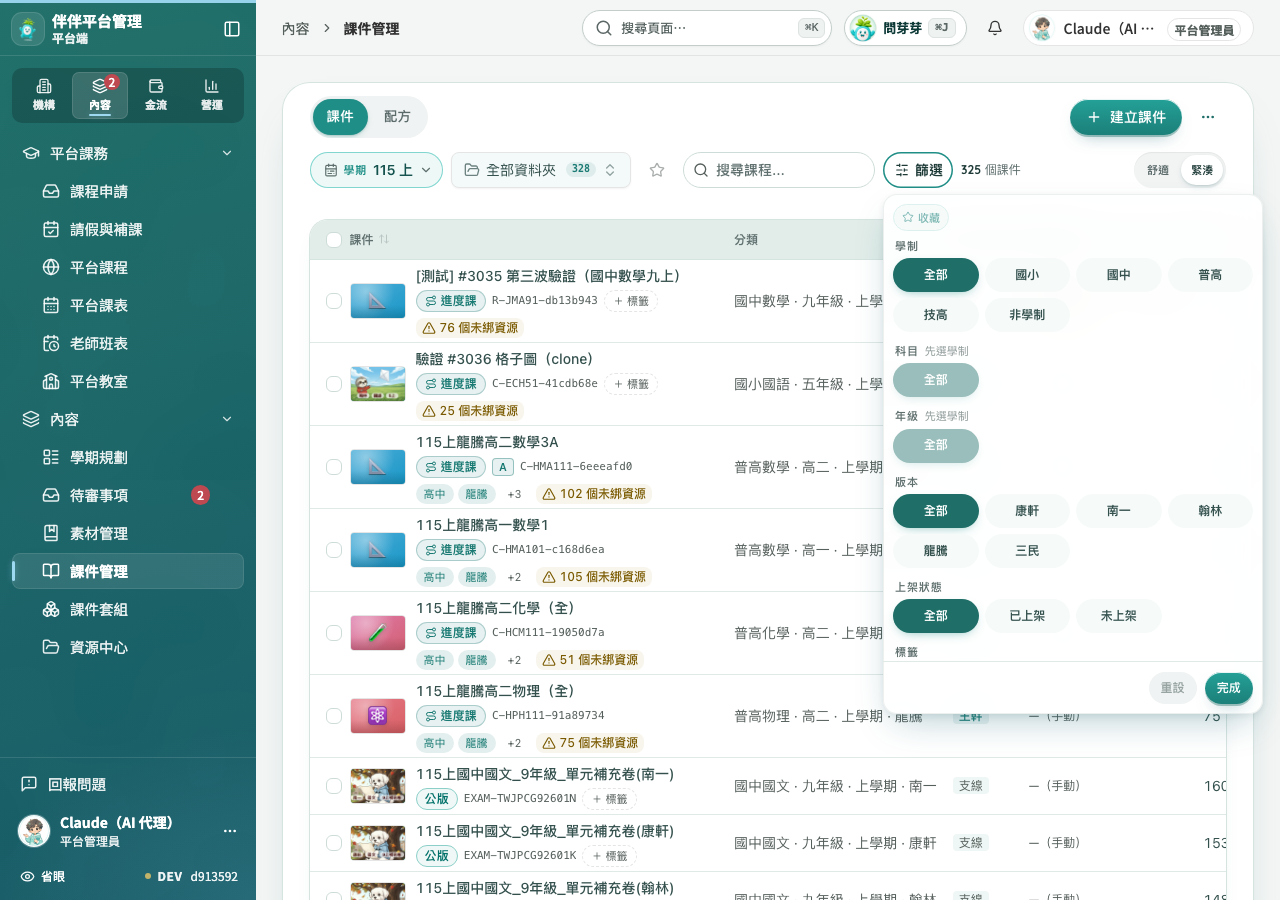 伴伴平台管理
平台端
機構
內容
2
金流
營運
平台課務
課程申請
請假與補課
平台課程
平台課表
老師班表
平台教室
內容
學期規劃
待審事項
2
素材管理
課件管理
課件套組
資源中心
回報問題
Claude（AI 代理）
平台管理員
省眼
DEV d913592
內容
課件管理
搜尋頁面…
⌘K
問芽芽
⌘J
Claude（AI …
平台管理員
課件
配方
建立課件
學期 115 上
全部資料夾 328
搜尋課程...
篩選
325 個課件
舒適
緊湊
課件
分類
[測試] #3035 第三波驗證（國中數學九上）
進度課 R-JMA91-db13b943 + 標籤
76 個未綁資源
國中數學 · 九年級 · 上學
驗證 #3036 格子圖（clone）
進度課 C-ECH51-41cdb68e + 標籤
25 個未綁資源
國小國語 · 五年級 · 上學
115上龍騰高二數學3A
進度課 A C-HMA111-6eeeafd0
高中 龍騰 +3 102 個未綁資源
普高數學 · 高二 · 上學期
115上龍騰高一數學1
進度課 C-HMA101-c168d6ea
高中 龍騰 +2 105 個未綁資源
普高數學 · 高一 · 上學期
115上龍騰高二化學（全）
進度課 C-HCM111-19050d7a
高中 龍騰 +2 51 個未綁資源
普高化學 · 高二 · 上學期
115上龍騰高二物理（全）
進度課 C-HPH111-91a89734
高中 龍騰 +2 75 個未綁資源
普高物理 · 高二 · 上學期 · 龍騰
主幹
—（手動）
75
115上國中國文_9年級_單元補充卷(南一)
公版 EXAM-TWJPCG92601N + 標籤
國中國文 · 九年級 · 上學期 · 南一
支線
—（手動）
160
115上國中國文_9年級_單元補充卷(康軒)
公版 EXAM-TWJPCG92601K + 標籤
國中國文 · 九年級 · 上學期 · 康軒
支線
—（手動）
153
115上國中國文_9年級_單元補充卷(翰林)
國中國文 · 九年級 · 上學期 · 翰林
支線
—（手動）
148
收藏
學制
全部
國小
國中
普高
技高
非學制
科目 先選學制
全部
年級 先選學制
全部
版本
全部
康軒
南一
翰林
龍騰
三民
上架狀態
全部
已上架
未上架
標籤
重設
完成